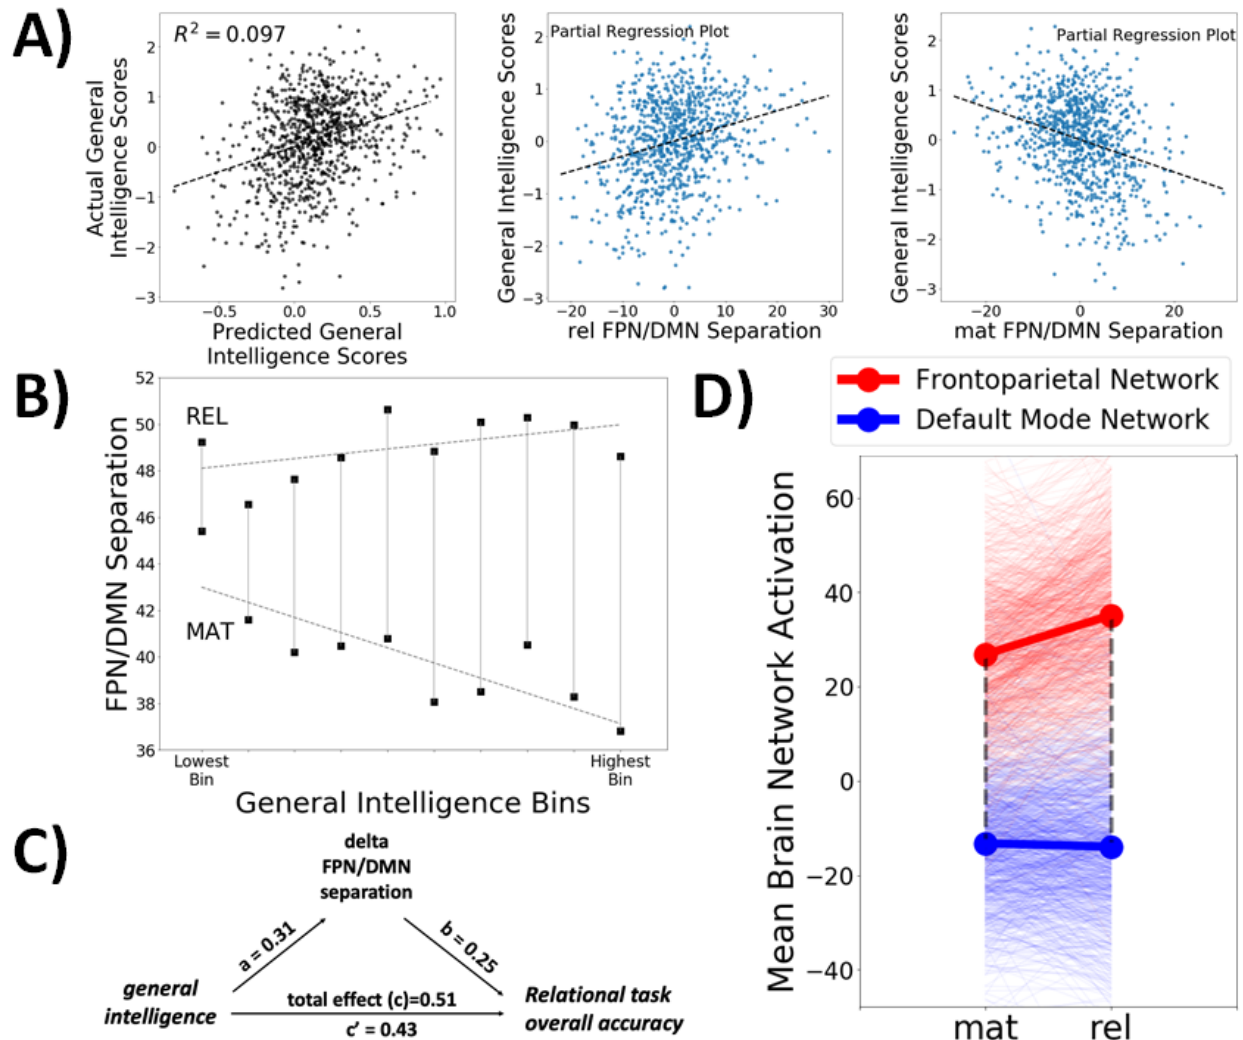 A)
R² = 0.097
Actual General
Intelligence Scores
2
1
0
−1
−2
−3
−0.5
0.0
0.5
1.0
Predicted General
Intelligence Scores
Partial Regression Plot
General Intelligence Scores
2
1
0
−1
−2
−3
−20
−10
0
10
20
30
rel FPN/DMN Separation
Partial Regression Plot
General Intelligence Scores
2
1
0
−1
−2
−3
−20
0
20
mat FPN/DMN Separation
B)
FPN/DMN Separation
52
50
48
46
44
42
40
38
36
REL
MAT
Lowest
Bin
Highest
Bin
General Intelligence Bins
C)
delta
FPN/DMN
separation
a = 0.31
b = 0.25
general
intelligence
total effect (c)=0.51
c' = 0.43
Relational task
overall accuracy
D)
Frontoparietal Network
Default Mode Network
Mean Brain Network Activation
60
40
20
0
−20
−40
mat
rel